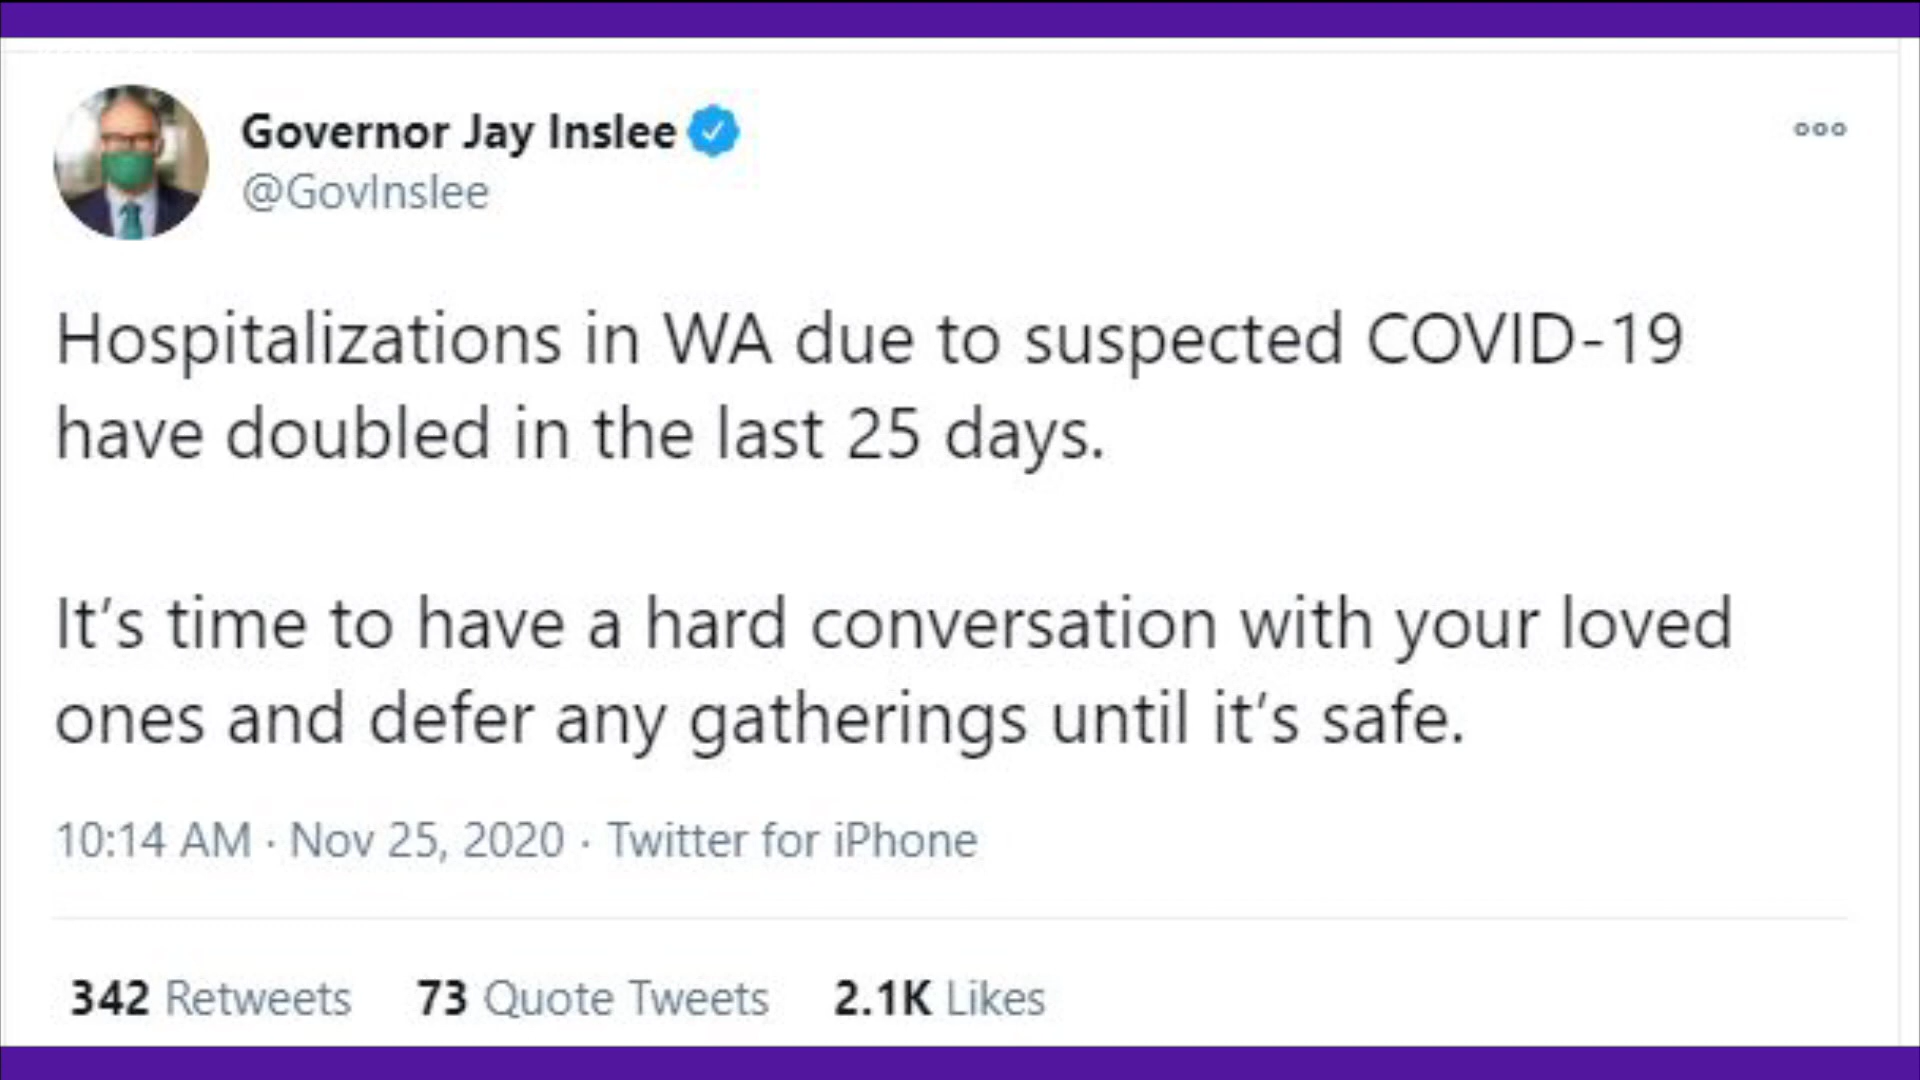 Governor Jay Inslee
@GovInslee
Hospitalizations in WA due to suspected COVID-19
have doubled in the last 25 days.
It’s time to have a hard conversation with your loved
ones and defer any gatherings until it’s safe.
10:14 AM · Nov 25, 2020 · Twitter for iPhone
342 Retweets 73 Quote Tweets 2.1K Likes